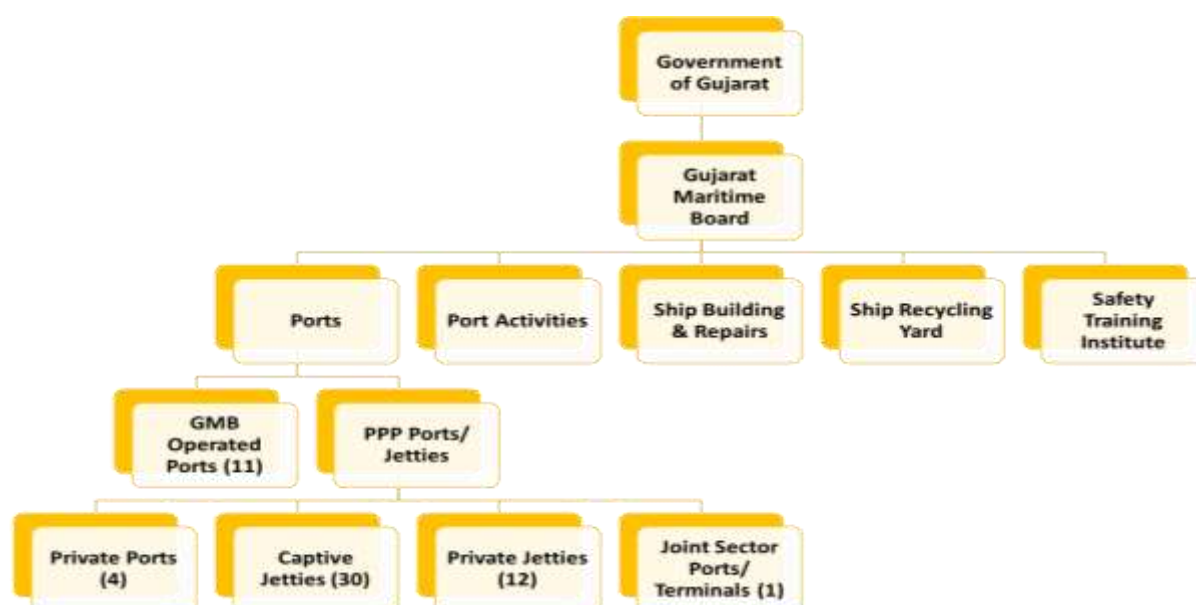 Government
of Gujarat
Gujarat
Maritime
Board
Ports
Port Activities
Ship Building
& Repairs
Ship Recycling
Yard
Safety
Training
Institute
GMB
Operated
Ports (11)
PPP Ports/
Jetties
Private Ports
(4)
Captive
Jetties (30)
Private Jetties
(12)
Joint Sector
Ports/
Terminals (1)